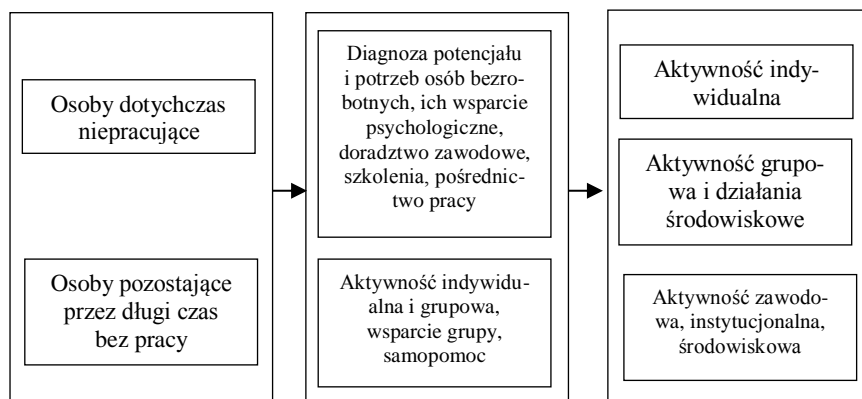 Osoby dotychczas
niepracujące
Osoby pozostające
przez długi czas
bez pracy
Diagnoza potencjału
i potrzeb osób bezro-
botnych, ich wsparcie
psychologiczne,
doradztwo zawodowe,
szkolenia, pośrednic-
two pracy
Aktywność indywidu-
alna i grupowa,
wsparcie grupy,
samopomoc
Aktywność indy-
widualna
Aktywność grupo-
wa i działania
środowiskowe
Aktywność zawodo-
wa, instytucjonalna,
środowiskowa